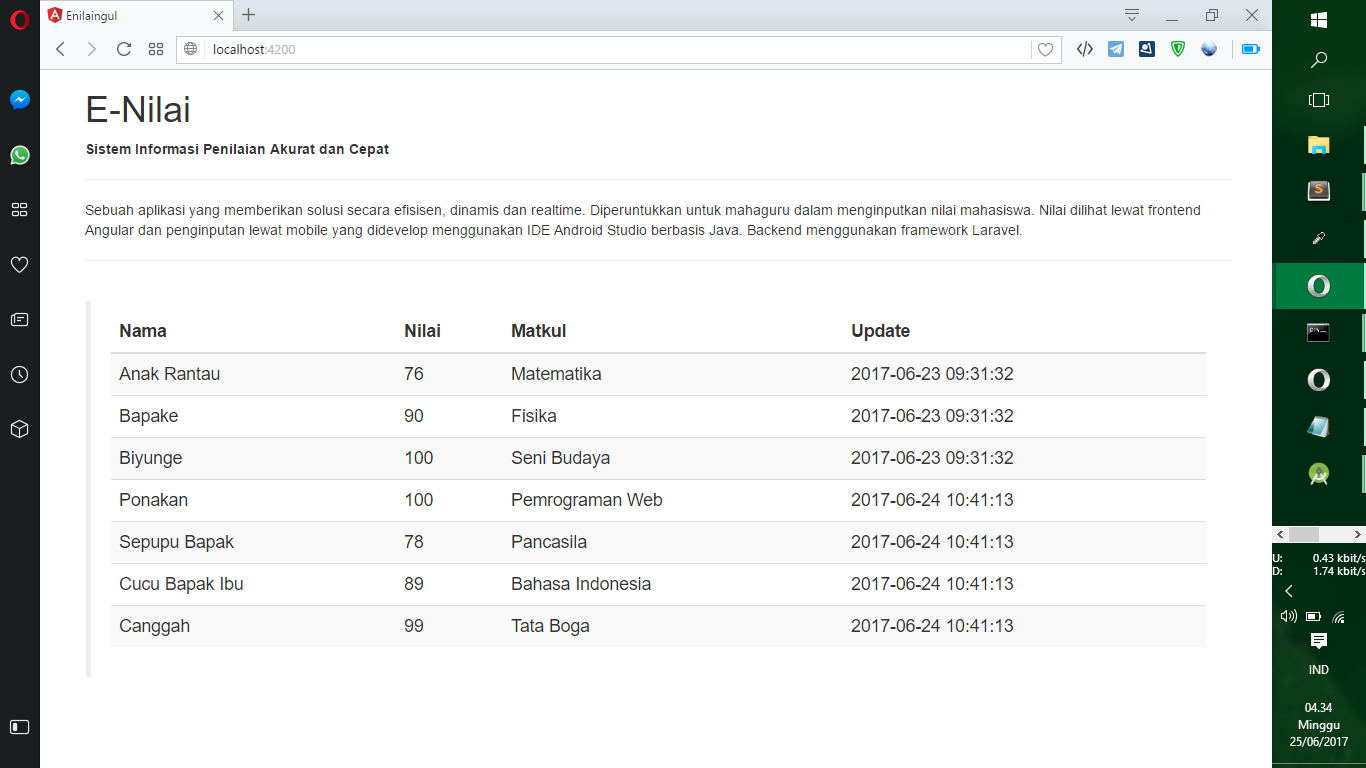 Enilaingul
localhost:4200
E-Nilai
Sistem Informasi Penilaian Akurat dan Cepat
Sebuah aplikasi yang memberikan solusi secara efisisen, dinamis dan realtime. Diperuntukkan untuk mahaguru dalam menginputkan nilai mahasiswa. Nilai dilihat lewat frontend
Angular dan penginputan lewat mobile yang didevelop menggunakan IDE Android Studio berbasis Java. Backend menggunakan framework Laravel.
Nama Nilai Matkul Update
Anak Rantau 76 Matematika 2017-06-23 09:31:32
Bapake 90 Fisika 2017-06-23 09:31:32
Biyunge 100 Seni Budaya 2017-06-23 09:31:32
Ponakan 100 Pemrograman Web 2017-06-24 10:41:13
Sepupu Bapak 78 Pancasila 2017-06-24 10:41:13
Cucu Bapak Ibu 89 Bahasa Indonesia 2017-06-24 10:41:13
Canggah 99 Tata Boga 2017-06-24 10:41:13
U: 0.43 kbit/s
D: 1.74 kbit/s
IND
04.34
Minggu
25/06/2017